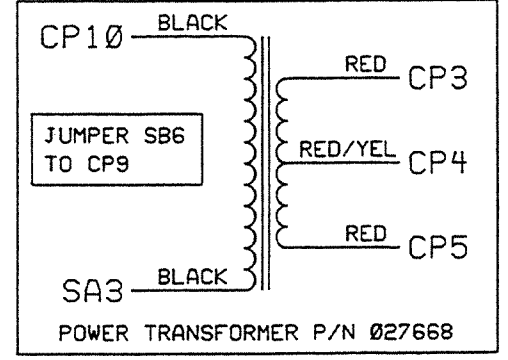 CP10 BLACK
RED CP3
JUMPER SB6
TO CP9
RED/YEL CP4
RED CP5
SA3 BLACK
POWER TRANSFORMER P/N 027668